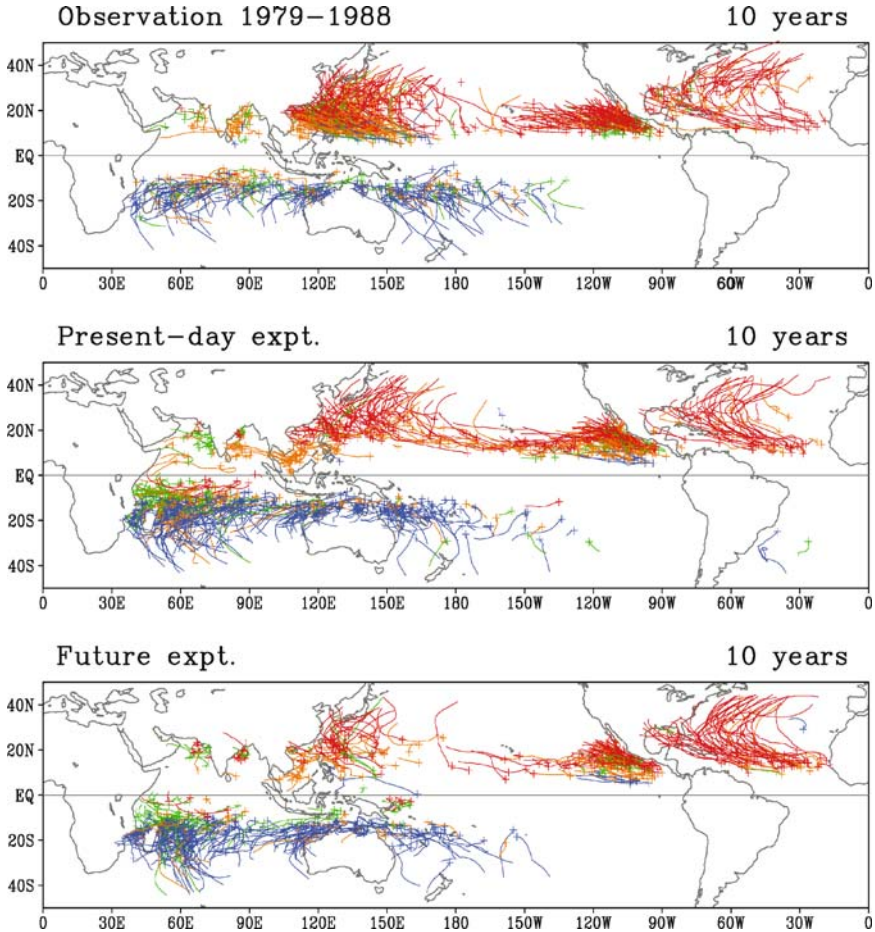 Observation 1979-1988 10 years
40N
20N
EQ
20S
40S
0 30E 60E 90E 120E 150E 180 150W 120W 90W 60W 30W 0
Present-day expt. 10 years
40N
20N
EQ
20S
40S
0 30E 60E 90E 120E 150E 180 150W 120W 90W 60W 30W 0
Future expt. 10 years
40N
20N
EQ
20S
40S
0 30E 60E 90E 120E 150E 180 150W 120W 90W 60W 30W 0